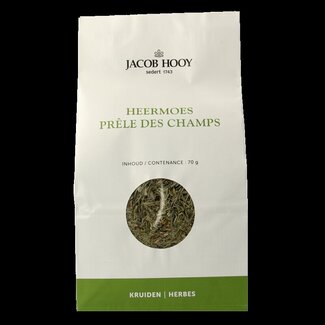 JACOB HOOY
sedert 1743
HEERMOES
PRÊLE DES CHAMPS
INHOUD / CONTENANCE : 70 g
KRUIDEN | HERBES